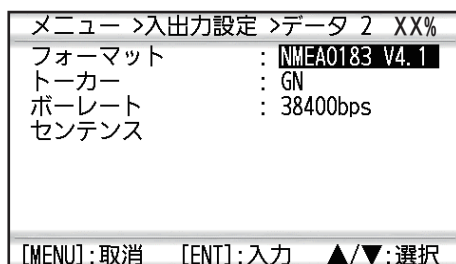 メニュー >入出力設定 >データ 2 XX%
フォーマット : NMEA0183 V4.1
トーカー : GN
ボーレート : 38400bps
センテンス
[MENU]:取消 [ENT]:入力 ▲/▼:選択